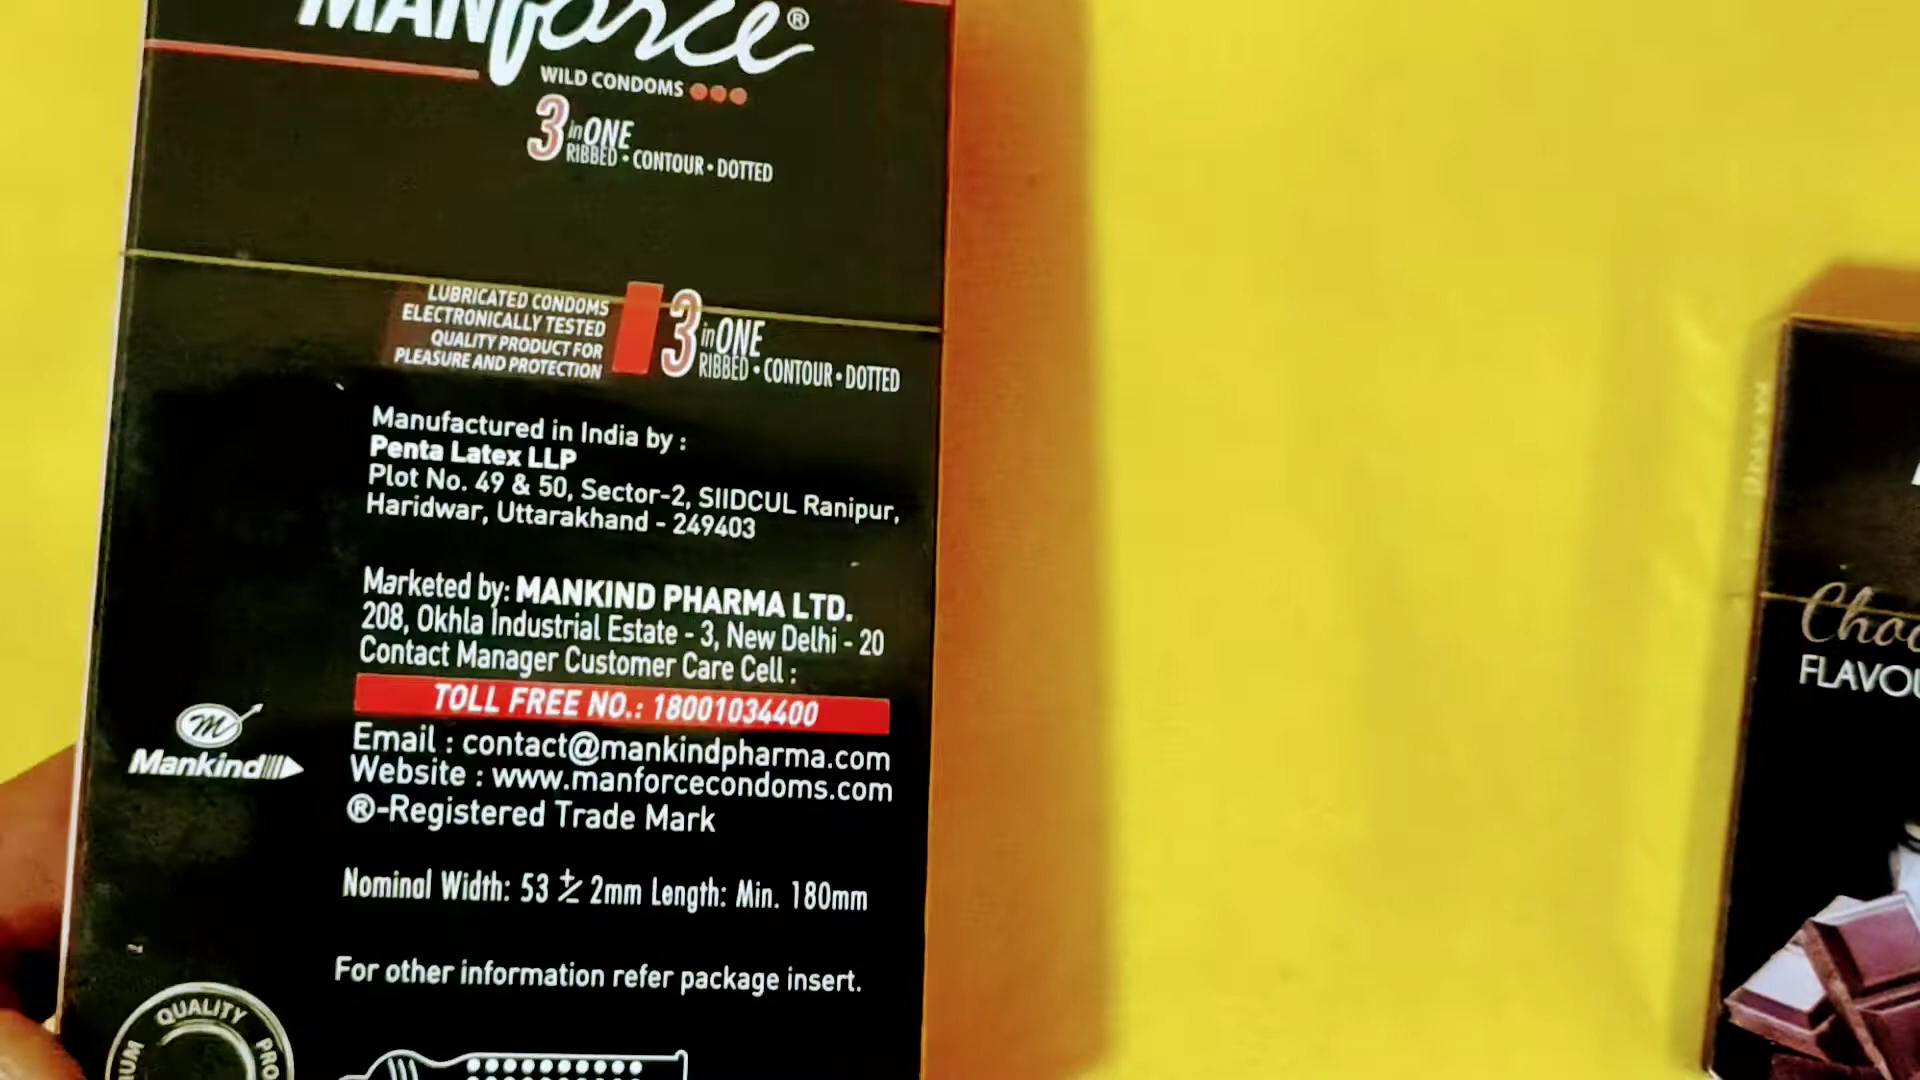 MANforce®
WILD CONDOMS
3 in ONE
RIBBED • CONTOUR • DOTTED
LUBRICATED CONDOMS
ELECTRONICALLY TESTED
QUALITY PRODUCT FOR
PLEASURE AND PROTECTION
3 in ONE
RIBBED • CONTOUR • DOTTED
Manufactured in India by :
Penta Latex LLP
Plot No. 49 & 50, Sector-2, SIIDCUL Ranipur,
Haridwar, Uttarakhand - 249403
Marketed by: MANKIND PHARMA LTD.
208, Okhla Industrial Estate - 3, New Delhi - 20
Contact Manager Customer Care Cell :
TOLL FREE NO.: 18001034400
Email : contact@mankindpharma.com
Website : www.manforcecondoms.com
®-Registered Trade Mark
Mankind
Nominal Width: 53 ± 2mm Length: Min. 180mm
For other information refer package insert.
QUALITY